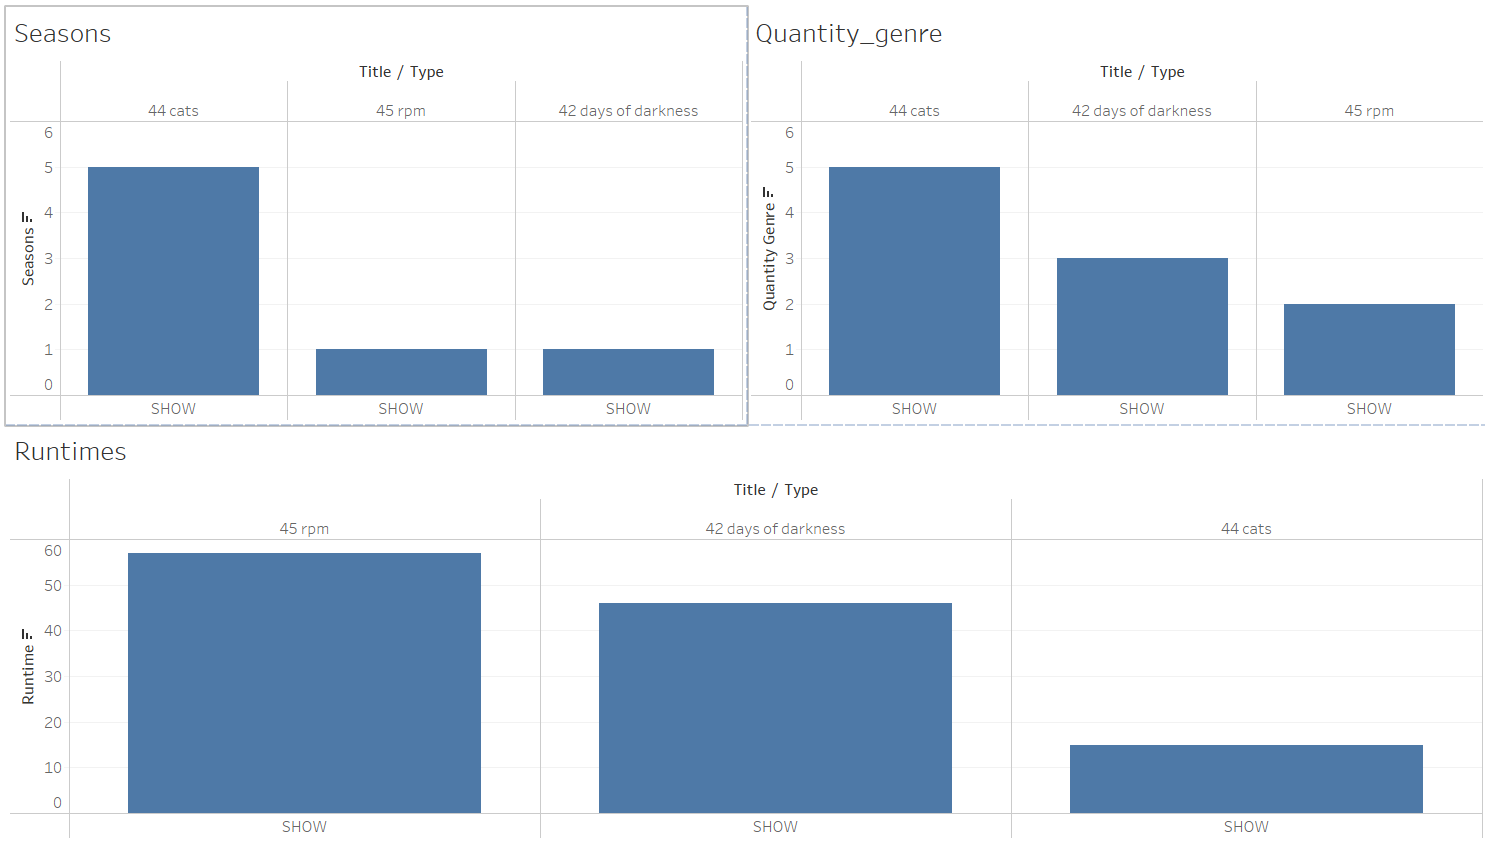 Seasons
Title / Type
44 cats 45 rpm 42 days of darkness
6
5
4
3
2
1
0
Seasons
SHOW SHOW SHOW
Quantity_genre
Title / Type
44 cats 42 days of darkness 45 rpm
6
5
4
3
2
1
0
Quantity Genre
SHOW SHOW SHOW
Runtimes
Title / Type
45 rpm 42 days of darkness 44 cats
60
50
40
30
20
10
0
Runtime
SHOW SHOW SHOW